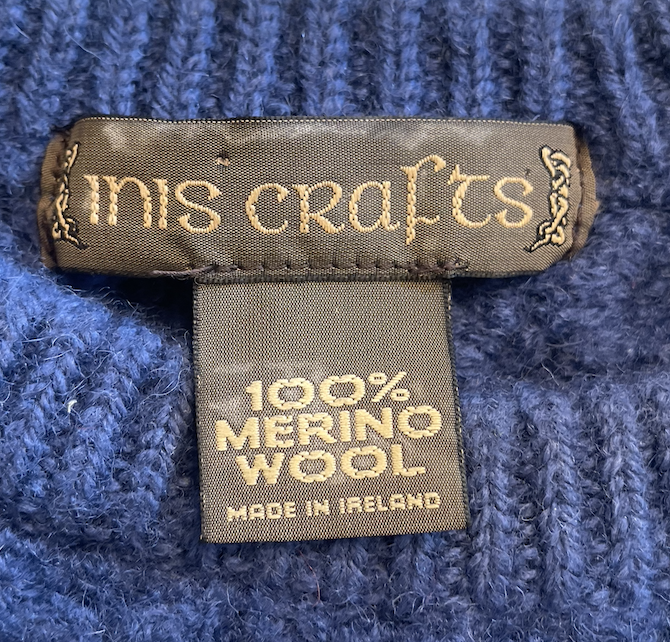 INIS CRAFTS
100%
MERINO
WOOL
MADE IN IRELAND